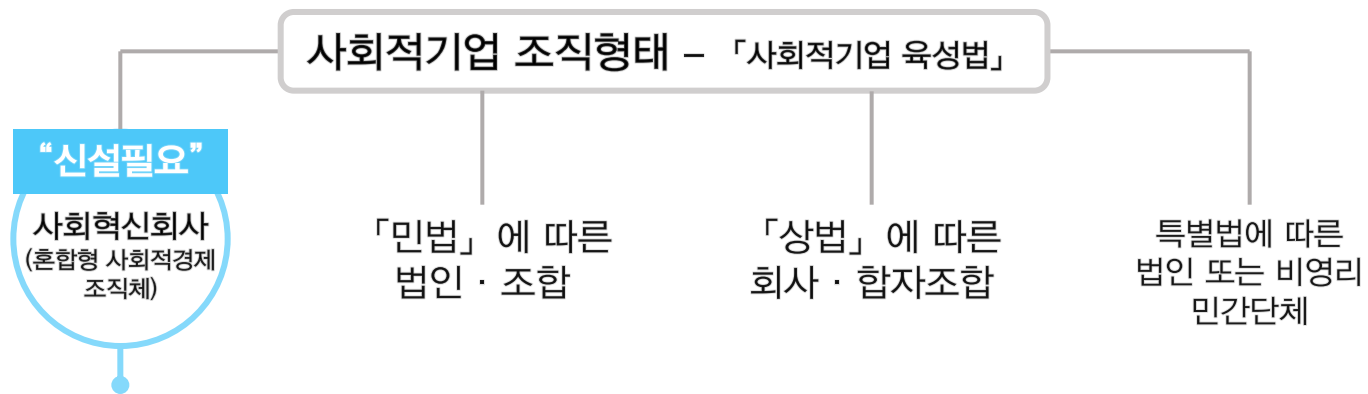 사회적기업 조직형태 – 「사회적기업 육성법」
“신설필요”
사회혁신회사
(혼합형 사회적경제
조직체)
「민법」에 따른
법인 · 조합
「상법」에 따른
회사 · 합자조합
특별법에 따른
법인 또는 비영리
민간단체